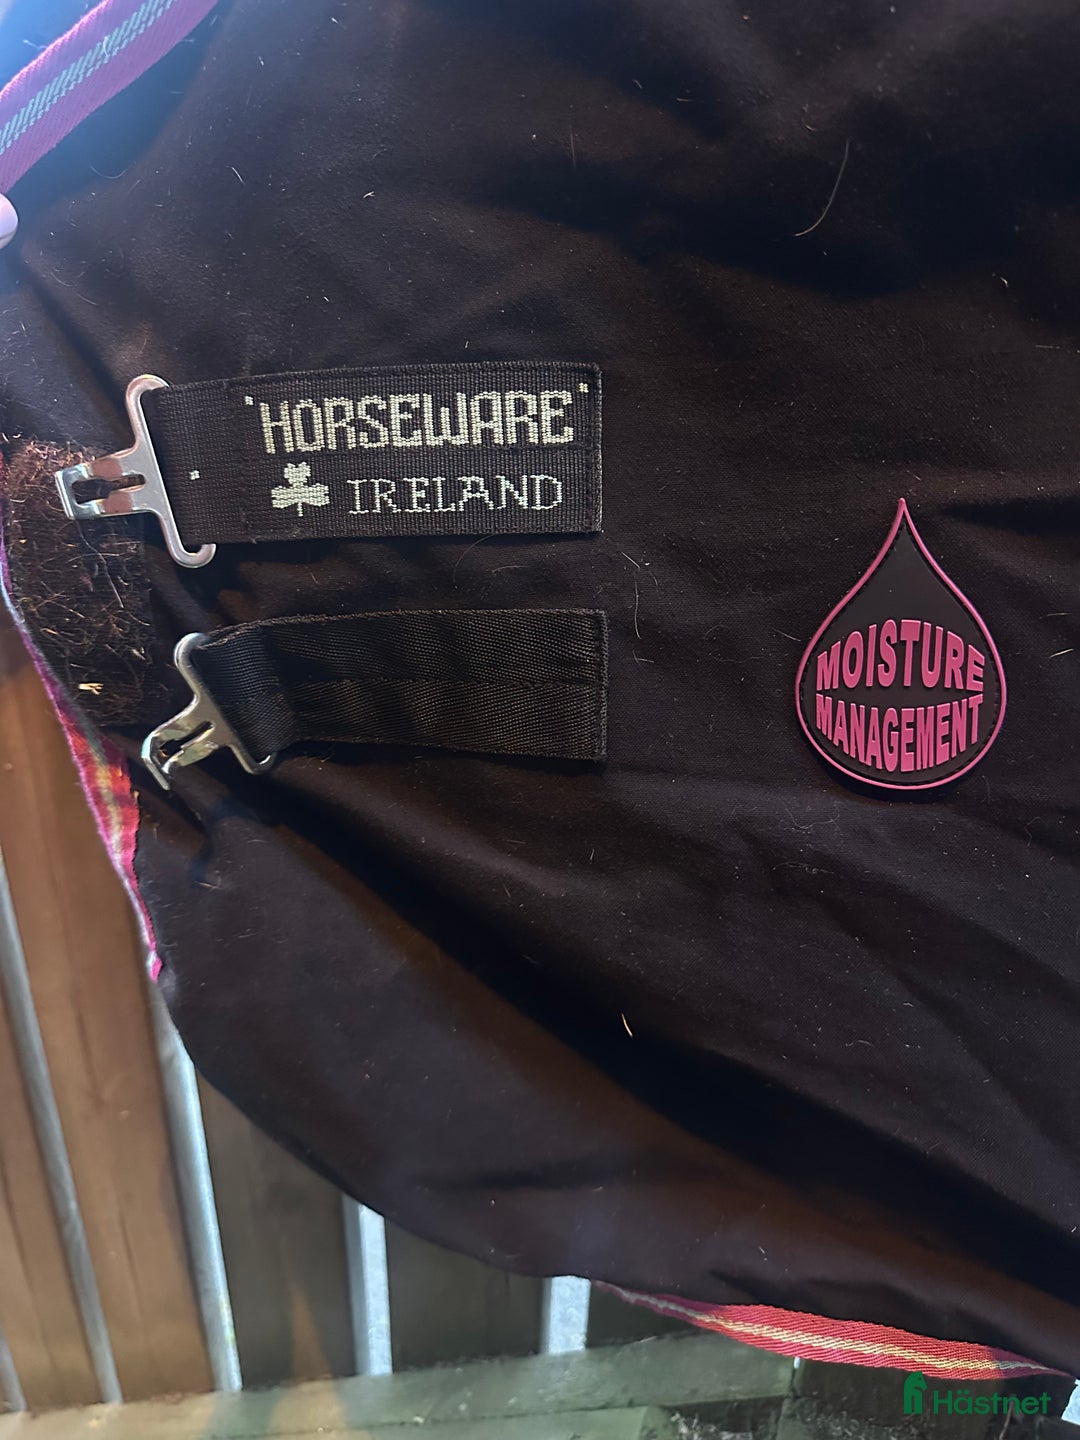 'HORSEWARE'
IRELAND
MOISTURE
MANAGEMENT
Hästnet